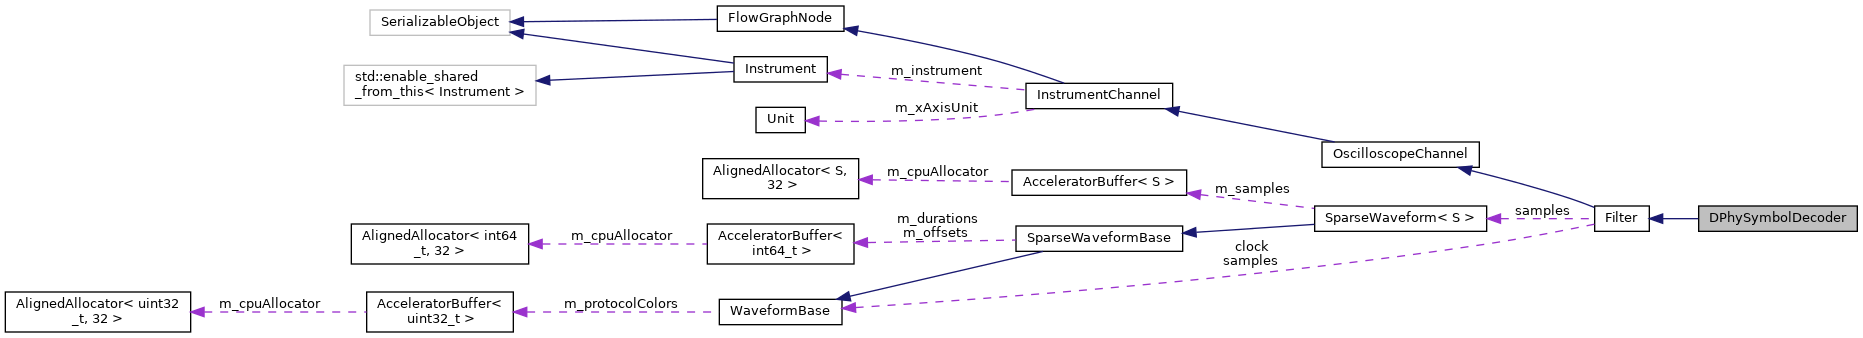 SerializableObject
FlowGraphNode
std::enable_shared
_from_this< Instrument >
Instrument
m_instrument
InstrumentChannel
m_xAxisUnit
Unit
OscilloscopeChannel
AlignedAllocator< S,
32 >
m_cpuAllocator
AcceleratorBuffer< S >
m_samples
SparseWaveform< S >
samples
Filter
DPhySymbolDecoder
AlignedAllocator< int64
_t, 32 >
m_cpuAllocator
AcceleratorBuffer<
int64_t >
m_durations
m_offsets
SparseWaveformBase
clock
samples
AlignedAllocator< uint32
_t, 32 >
m_cpuAllocator
AcceleratorBuffer<
uint32_t >
m_protocolColors
WaveformBase